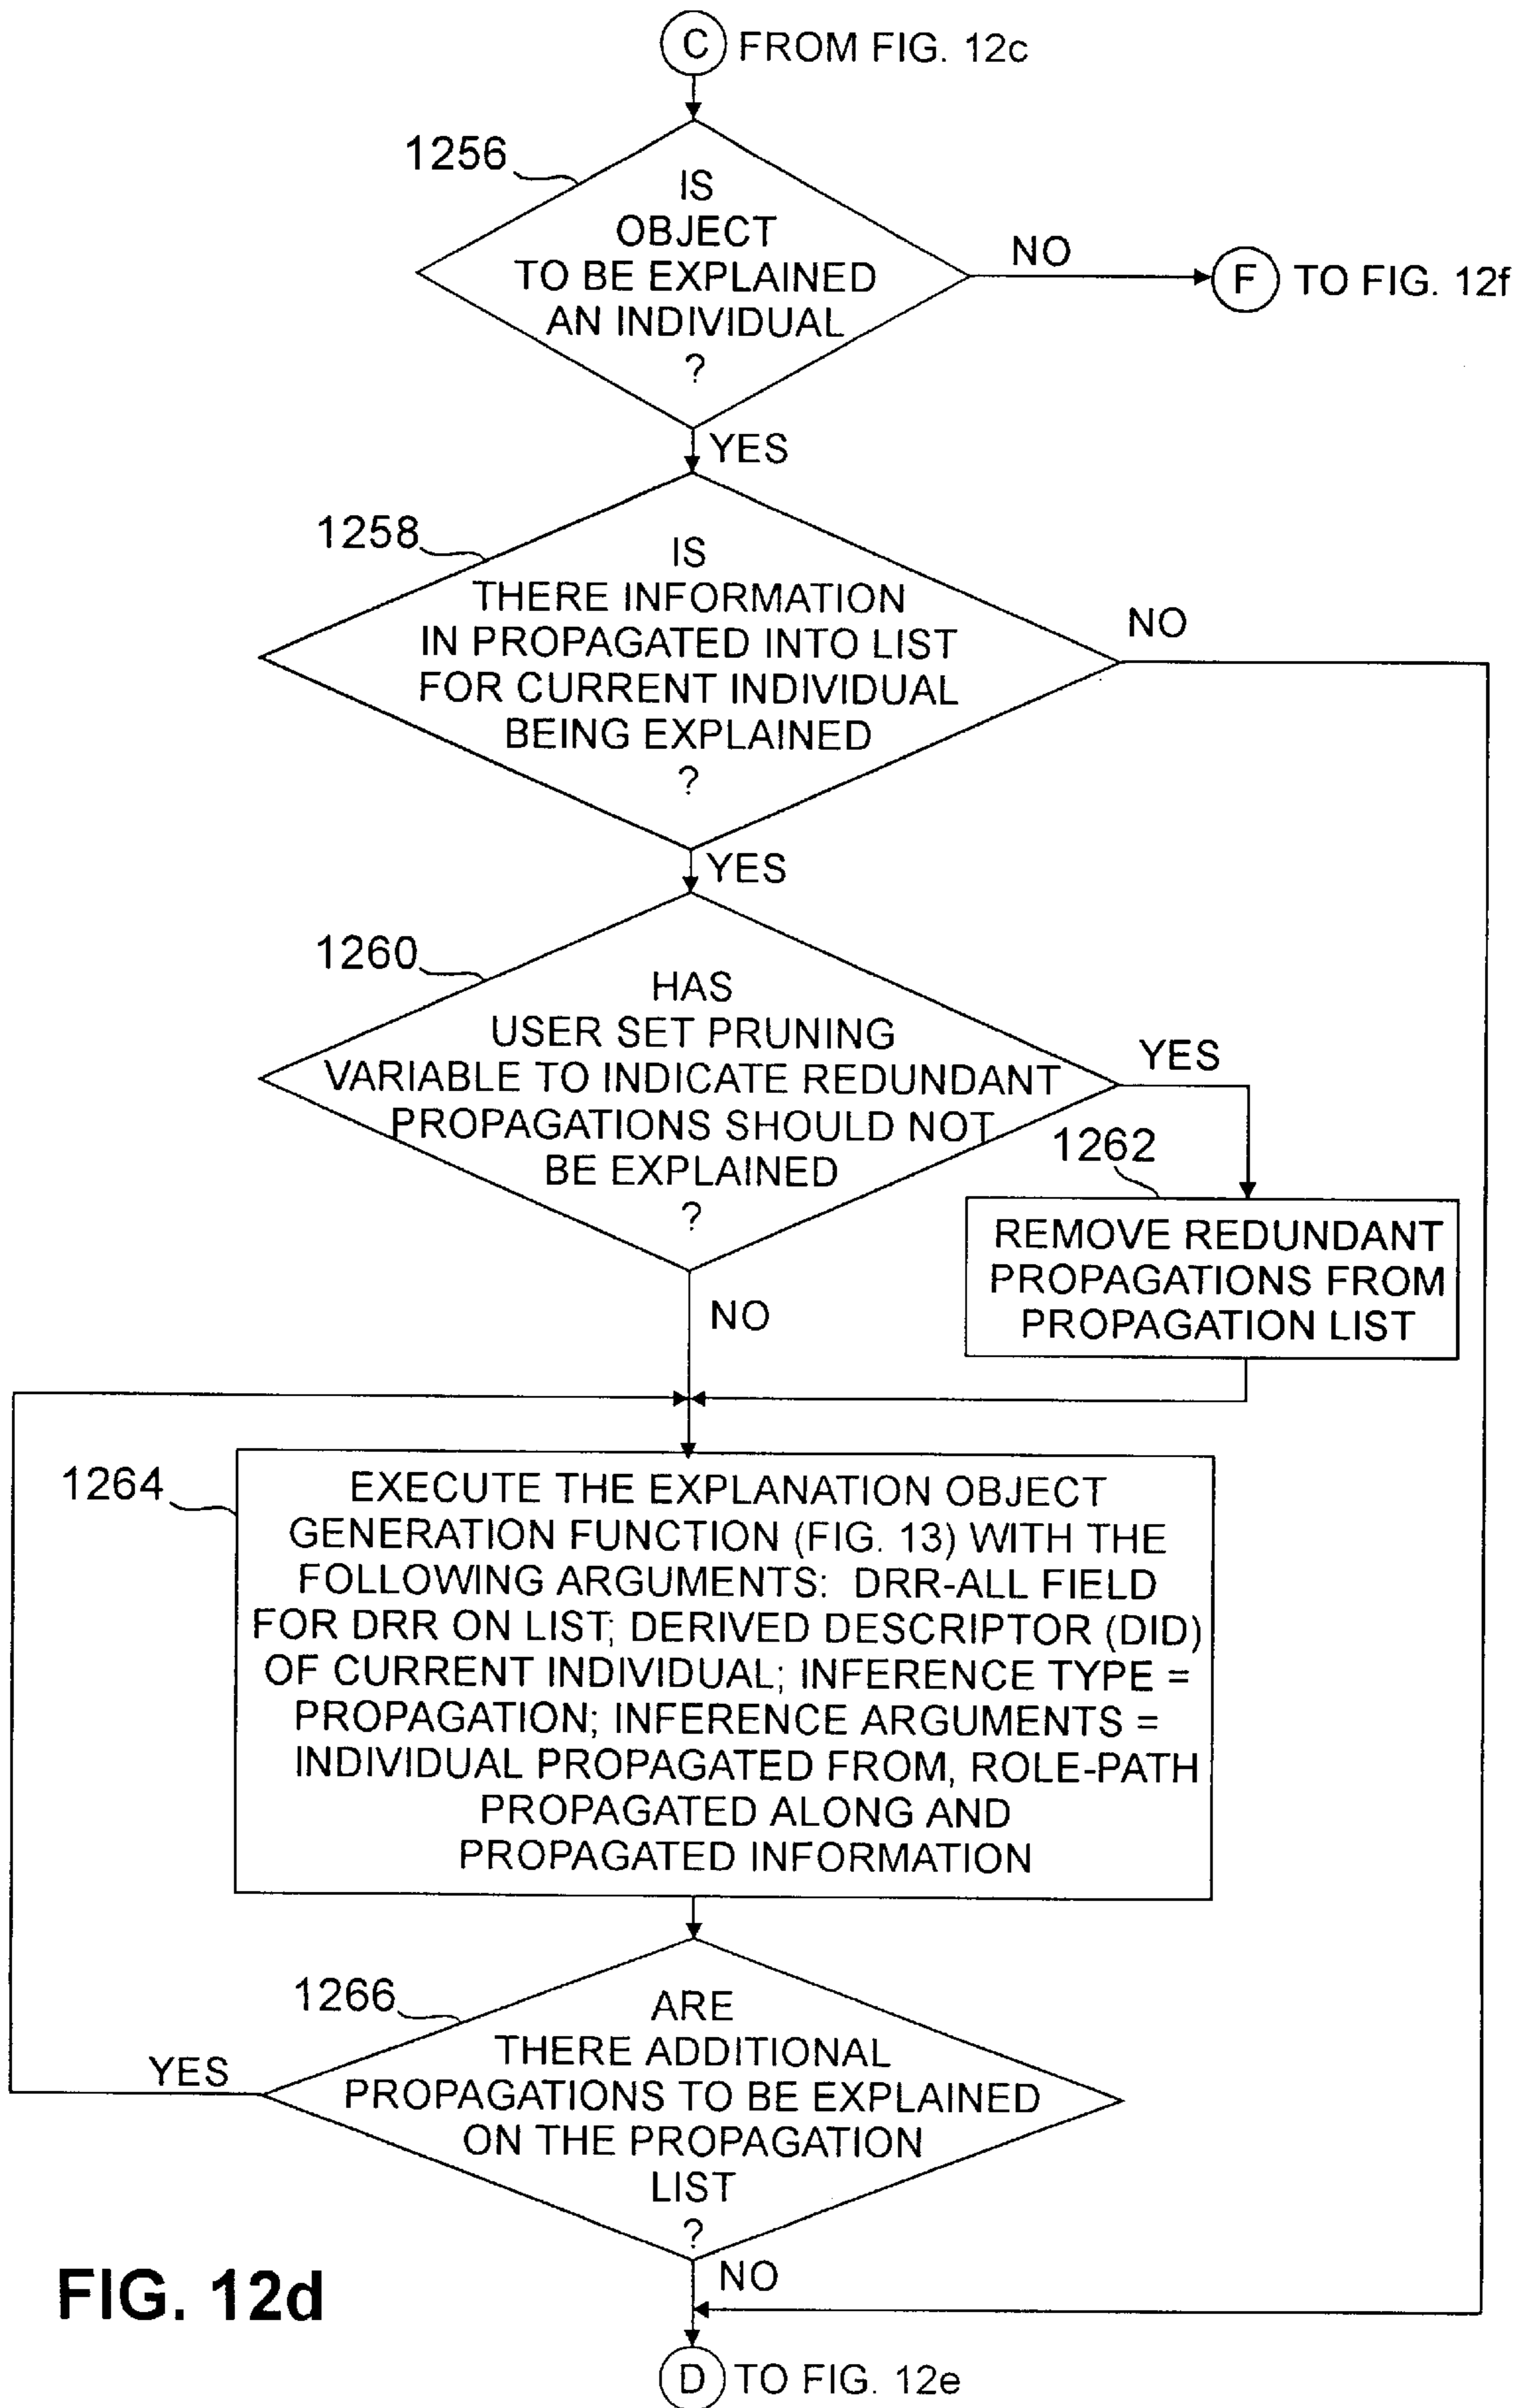 C FROM FIG. 12c
1256
IS
OBJECT
TO BE EXPLAINED
AN INDIVIDUAL
?
NO
F TO FIG. 12f
YES
1258
IS
THERE INFORMATION
IN PROPAGATED INTO LIST
FOR CURRENT INDIVIDUAL
BEING EXPLAINED
?
NO
YES
1260
HAS
USER SET PRUNING
VARIABLE TO INDICATE REDUNDANT
PROPAGATIONS SHOULD NOT
BE EXPLAINED
?
YES
1262
REMOVE REDUNDANT
PROPAGATIONS FROM
PROPAGATION LIST
NO
1264
EXECUTE THE EXPLANATION OBJECT
GENERATION FUNCTION (FIG. 13) WITH THE
FOLLOWING ARGUMENTS: DRR-ALL FIELD
FOR DRR ON LIST; DERIVED DESCRIPTOR (DID)
OF CURRENT INDIVIDUAL; INFERENCE TYPE =
PROPAGATION; INFERENCE ARGUMENTS =
INDIVIDUAL PROPAGATED FROM, ROLE-PATH
PROPAGATED ALONG AND
PROPAGATED INFORMATION
1266
ARE
THERE ADDITIONAL
PROPAGATIONS TO BE EXPLAINED
ON THE PROPAGATION
LIST
?
YES
NO
FIG. 12d
D TO FIG. 12e